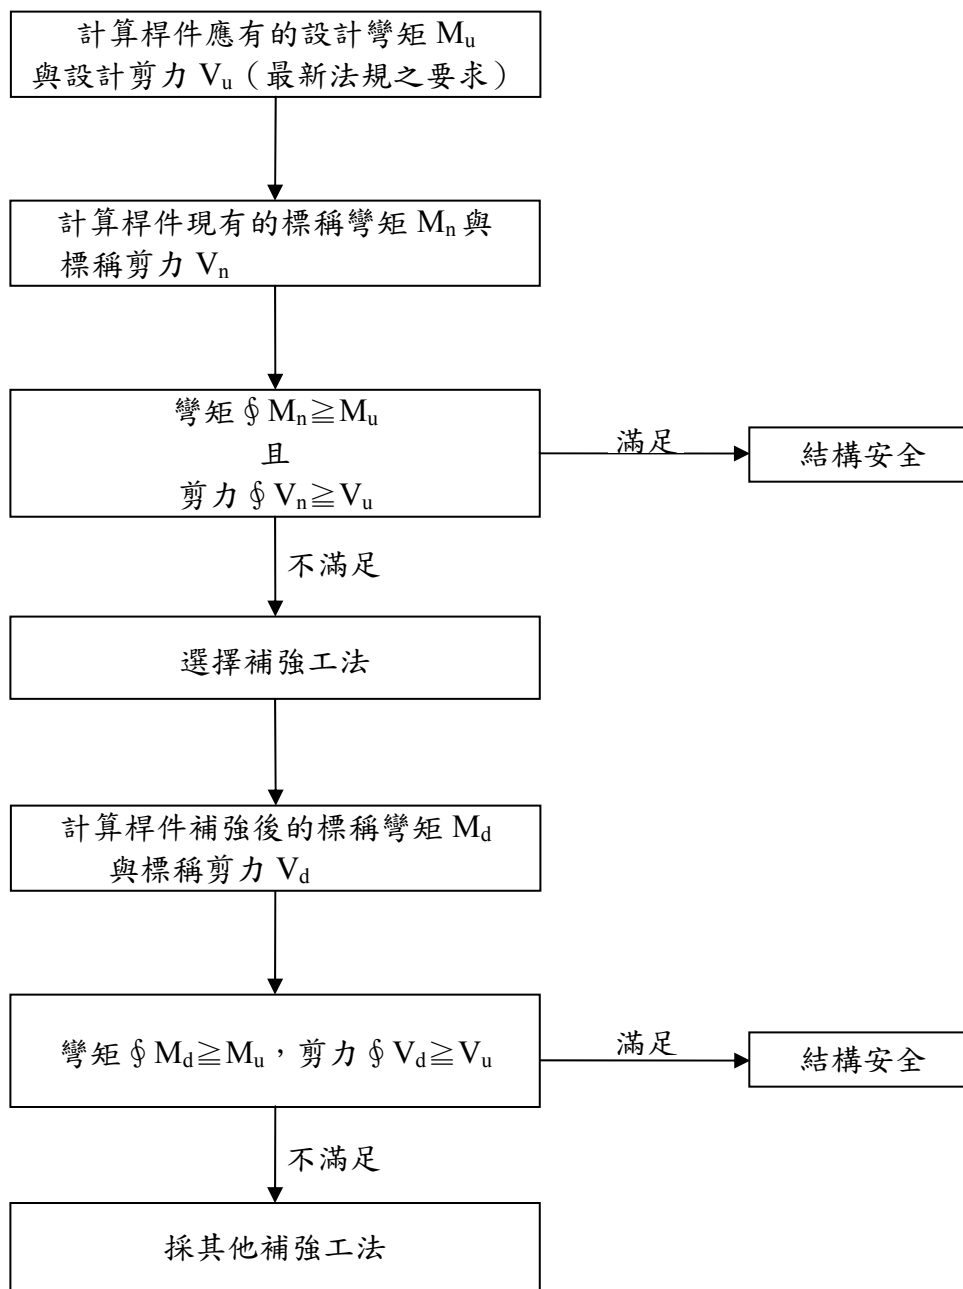 計算桿件應有的設計彎矩 Mu
與設計剪力 Vu（最新法規之要求）
計算桿件現有的標稱彎矩 Mn 與
標稱剪力 Vn
彎矩∮Mn≧Mu
且
剪力∮Vn≧Vu
滿足
結構安全
不滿足
選擇補強工法
計算桿件補強後的標稱彎矩 Md
與標稱剪力 Vd
彎矩∮Md≧Mu，剪力∮Vd≧Vu
滿足
結構安全
不滿足
採其他補強工法